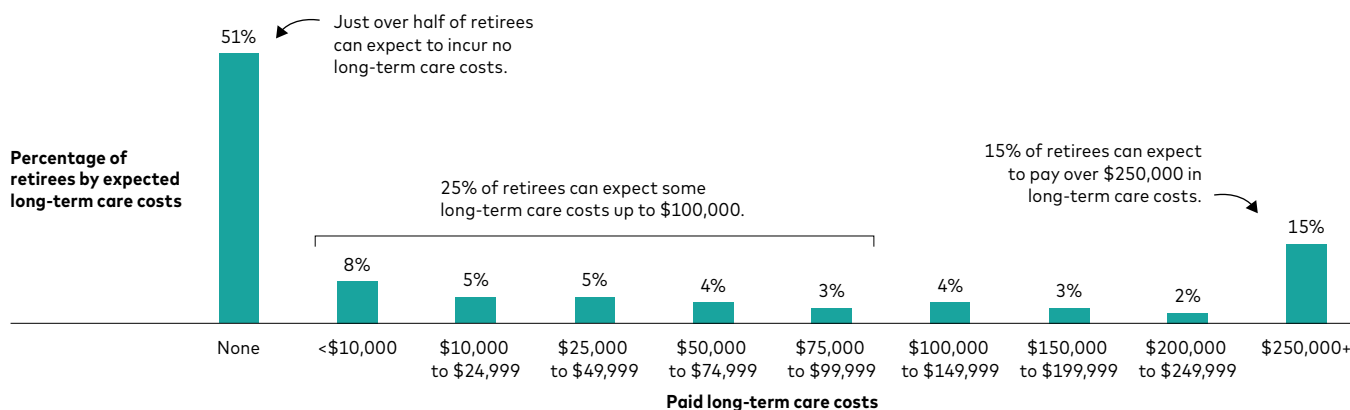 51%
Just over half of retirees
can expect to incur no
long-term care costs.
Percentage of
retirees by expected
long-term care costs
25% of retirees can expect some
long-term care costs up to $100,000.
15% of retirees can expect
to pay over $250,000 in
long-term care costs.
8%
5%
5%
4%
3%
4%
3%
2%
15%
None
<$10,000
$10,000
to $24,999
$25,000
to $49,999
$50,000
to $74,999
$75,000
to $99,999
$100,000
to $149,999
$150,000
to $199,999
$200,000
to $249,999
$250,000+
Paid long-term care costs